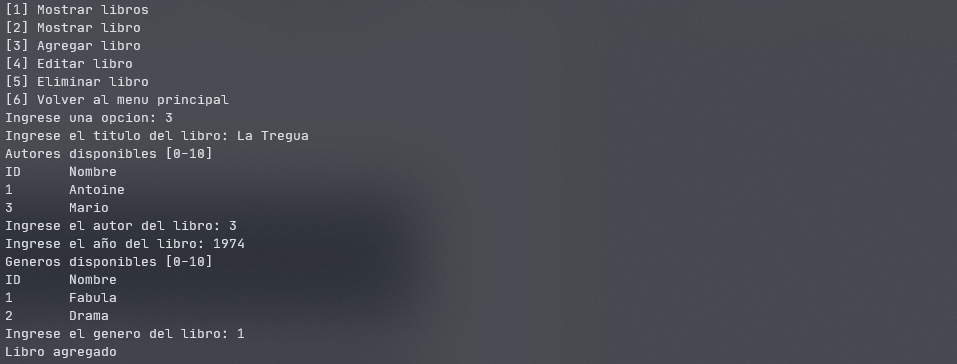 [1] Mostrar libros
[2] Mostrar libro
[3] Agregar libro
[4] Editar libro
[5] Eliminar libro
[6] Volver al menu principal
Ingrese una opcion: 3
Ingrese el titulo del libro: La Tregua
Autores disponibles [0-10]
ID      Nombre
1       Antoine
3       Mario
Ingrese el autor del libro: 3
Ingrese el año del libro: 1974
Generos disponibles [0-10]
ID      Nombre
1       Fabula
2       Drama
Ingrese el genero del libro: 1
Libro agregado